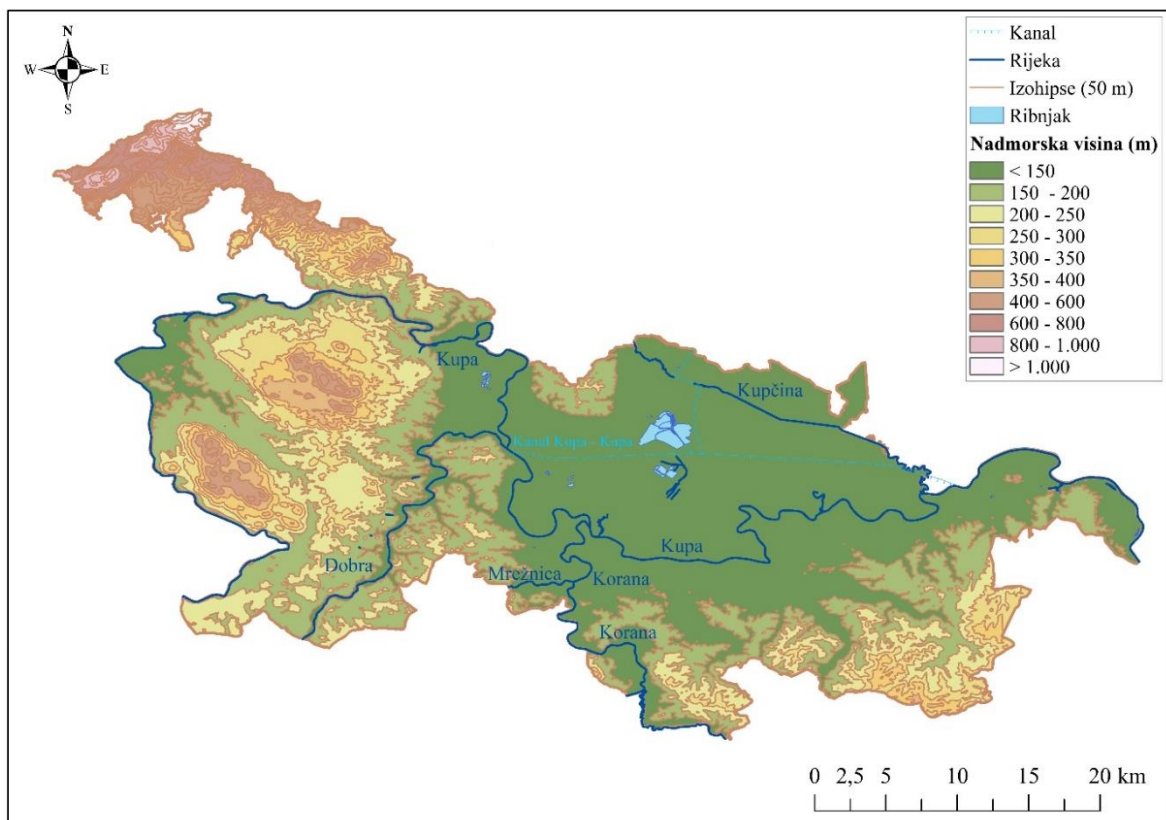 N
W E
S
Kanal
Rijeka
Izohipse (50 m)
Ribnjak
Nadmorska visina (m)
< 150
150 - 200
200 - 250
250 - 300
300 - 350
350 - 400
400 - 600
600 - 800
800 - 1.000
> 1.000
Kupa
Kupčina
Kanal Kupa - Kupa
Kupa
Dobra
Mrežnica
Korana
Korana
0 2,5 5 10 15 20 km